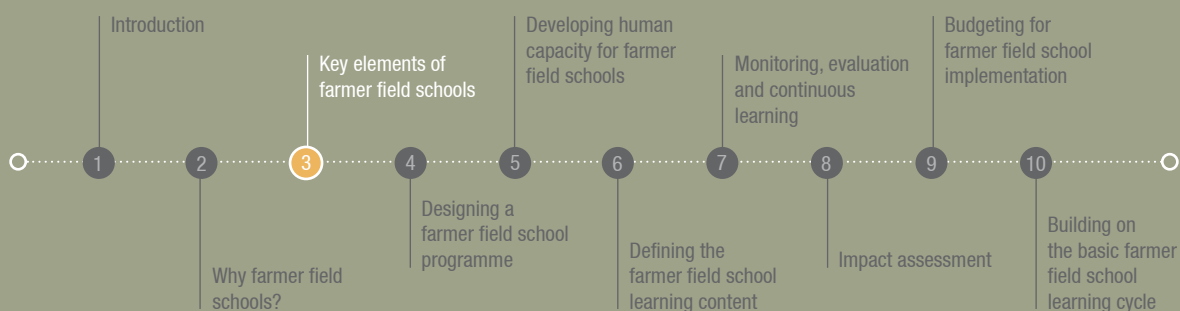 Introduction
Key elements of
farmer field schools
Developing human
capacity for farmer
field schools
Monitoring, evaluation
and continuous
learning
Budgeting for
farmer field school
implementation
1
2
3
4
5
6
7
8
9
10
Why farmer field
schools?
Designing a
farmer field school
programme
Defining the
farmer field school
learning content
Impact assessment
Building on
the basic farmer
field school
learning cycle